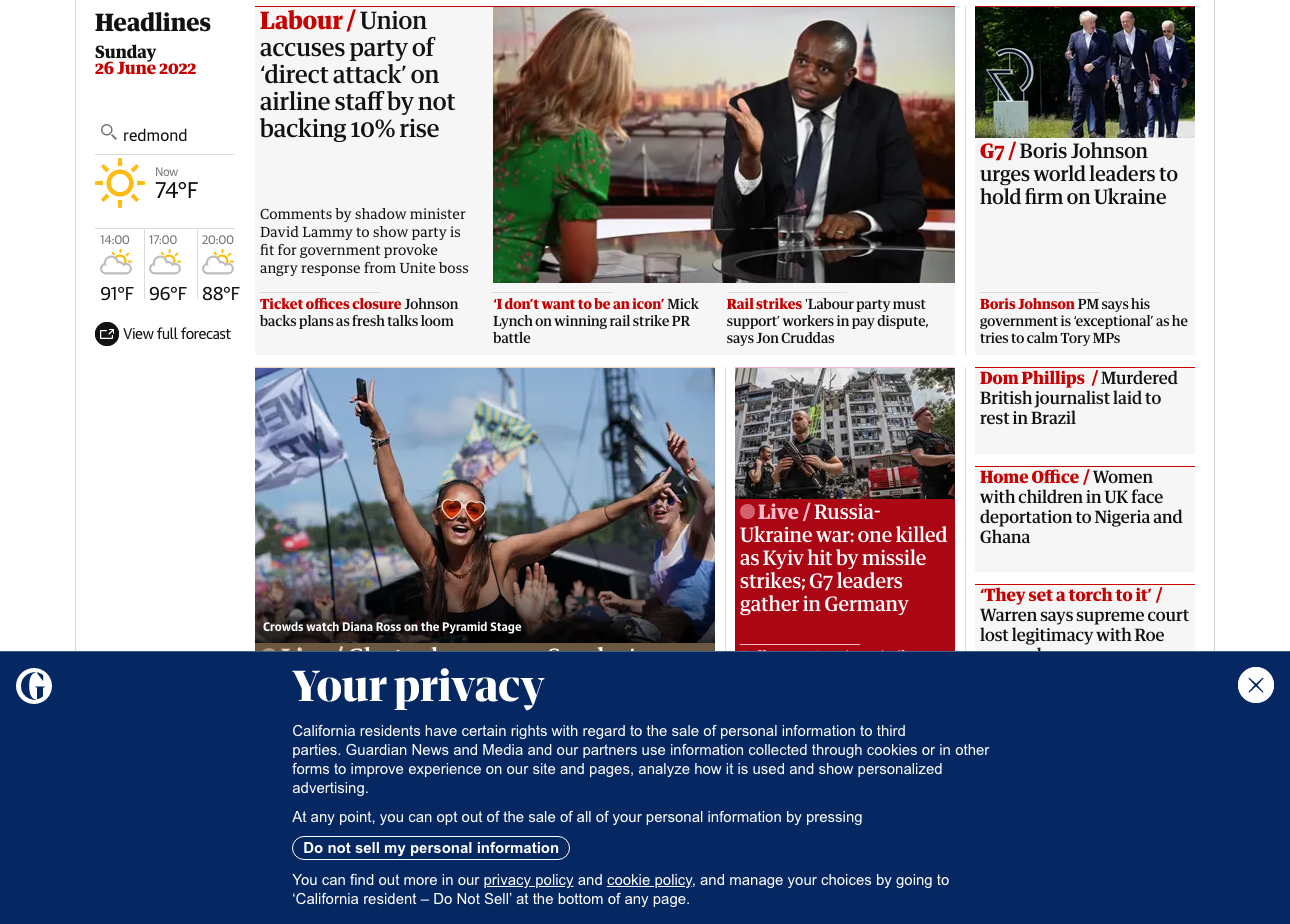 Headlines
Sunday
26 June 2022
redmond
Now
74°F
14:00
17:00
20:00
91°F
96°F
88°F
View full forecast
Labour / Union
accuses party of
‘direct attack’ on
airline staff by not
backing 10% rise
Comments by shadow minister
David Lammy to show party is
fit for government provoke
angry response from Unite boss
Ticket offices closure Johnson
backs plans as fresh talks loom
‘I don’t want to be an icon’ Mick
Lynch on winning rail strike PR
battle
Rail strikes 'Labour party must
support’ workers in pay dispute,
says Jon Cruddas
G7 / Boris Johnson
urges world leaders to
hold firm on Ukraine
Boris Johnson PM says his
government is ‘exceptional’ as he
tries to calm Tory MPs
Crowds watch Diana Ross on the Pyramid Stage
Live / Russia-
Ukraine war: one killed
as Kyiv hit by missile
strikes; G7 leaders
gather in Germany
Dom Phillips / Murdered
British journalist laid to
rest in Brazil
Home Office / Women
with children in UK face
deportation to Nigeria and
Ghana
‘They set a torch to it’ /
Warren says supreme court
lost legitimacy with Roe
G
Your privacy
California residents have certain rights with regard to the sale of personal information to third
parties. Guardian News and Media and our partners use information collected through cookies or in other
forms to improve experience on our site and pages, analyze how it is used and show personalized
advertising.
At any point, you can opt out of the sale of all of your personal information by pressing
Do not sell my personal information
You can find out more in our privacy policy and cookie policy, and manage your choices by going to
‘California resident – Do Not Sell’ at the bottom of any page.